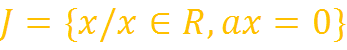 J = {x/x ∈ R, ax = 0}